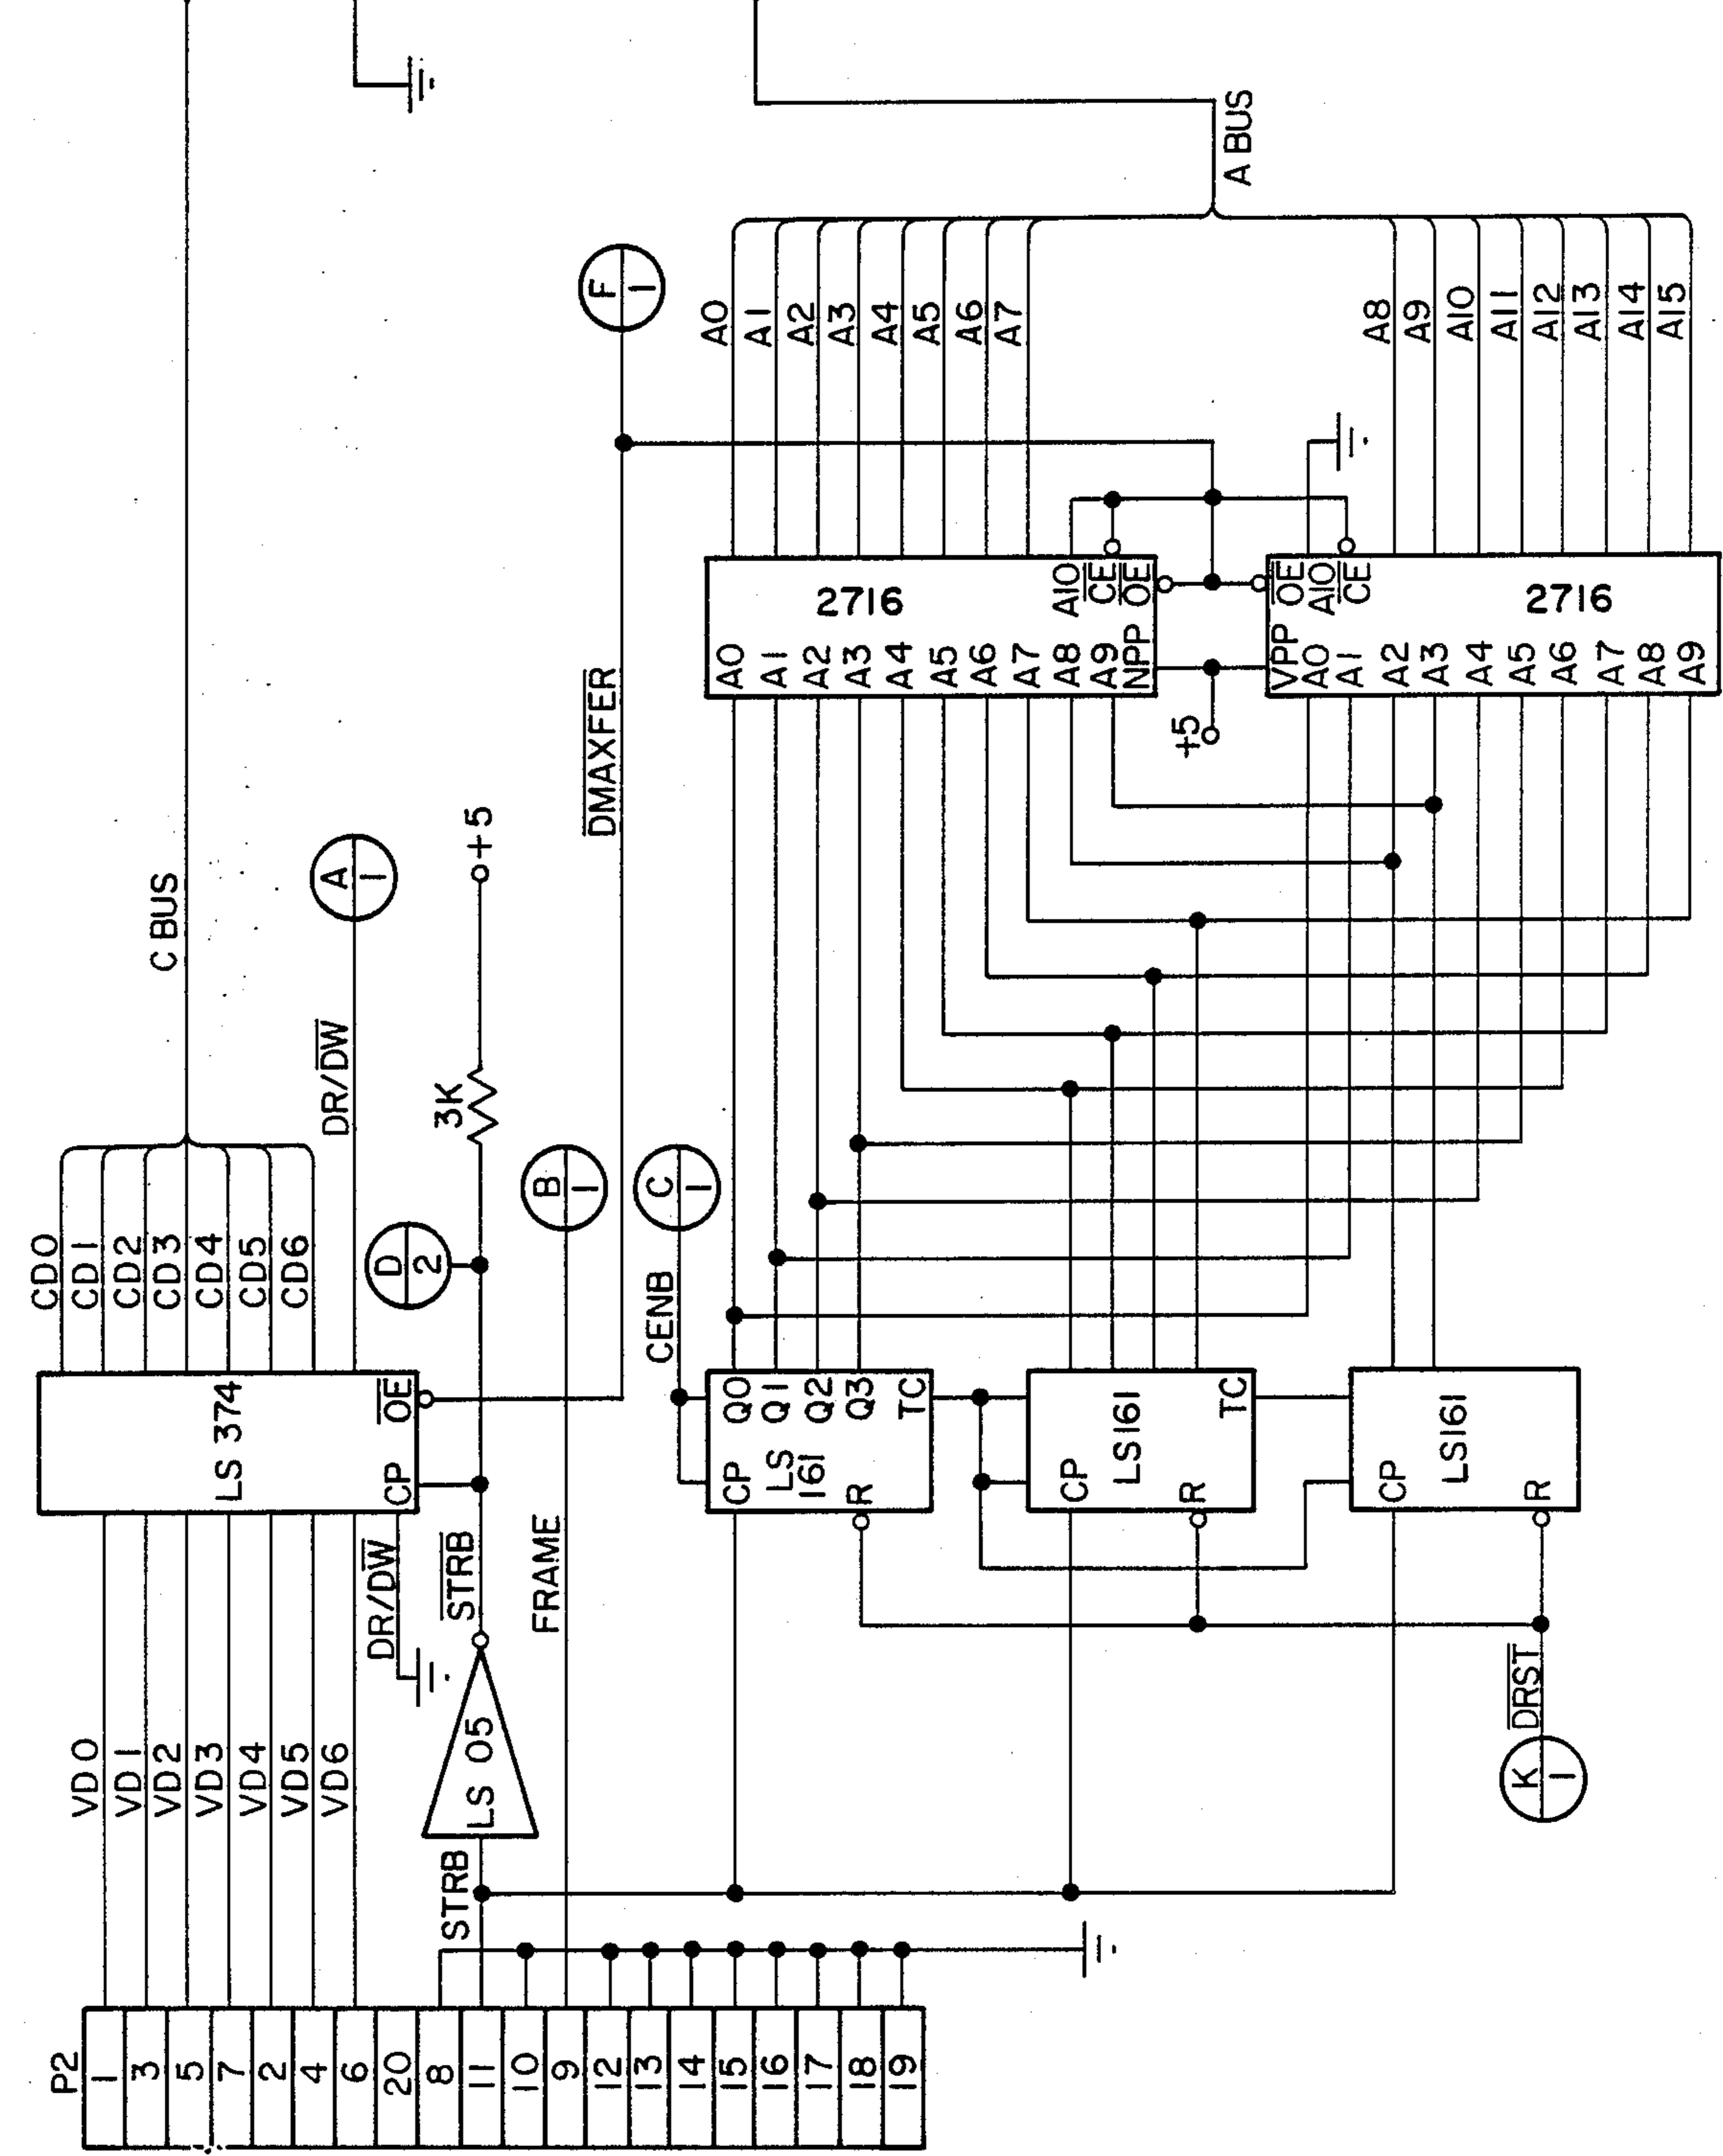 C BUS
A BUS
CD0
CD1
CD2
CD3
CD4
CD5
CD6
DR/DW
A
1
D
2
3K
+5
B
1
C
1
F
1
DMAXFER
CENB
LS 374
OE
CP
VD0
VD1
VD2
VD3
VD4
VD5
VD6
DR/DW
STRB
LS 05
STRB
FRAME
P2
1
3
5
7
2
4
6
20
8
11
10
9
12
13
14
15
16
17
18
19
Q0
Q1
Q2
Q3
TC
CP
LS
161
R
TC
LS161
CP
R
LS161
CP
R
DRST
K
1
A0
A1
A2
A3
A4
A5
A6
A7
A8
A9
NPP
2716
A10
CE
OE
+5
VPP
A0
A1
A2
A3
A4
A5
A6
A7
A8
A9
OE
A10
CE
2716
A0
A1
A2
A3
A4
A5
A6
A7
A8
A9
A10
A11
A12
A13
A14
A15